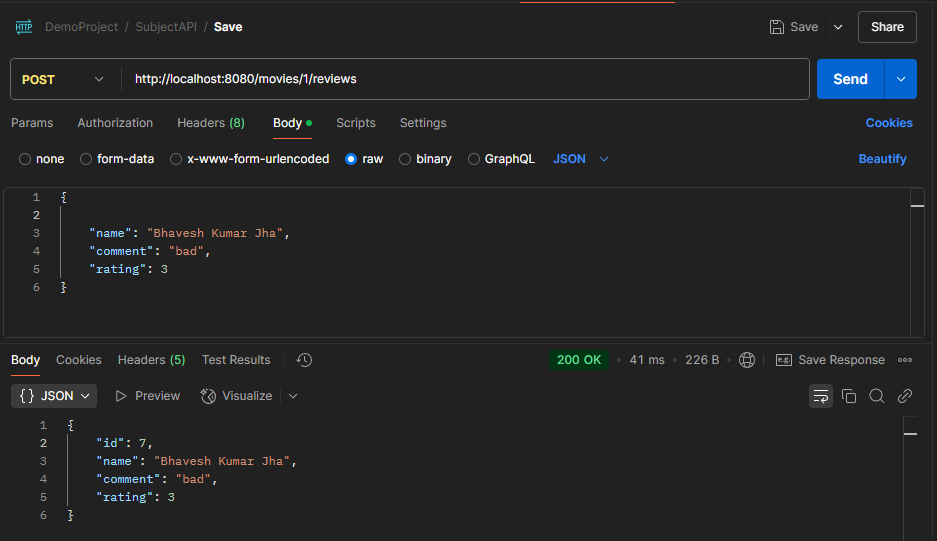 HTTP DemoProject / SubjectAPI / Save Save Share
POST http://localhost:8080/movies/1/reviews Send
Params Authorization Headers (8) Body Scripts Settings Cookies
none form-data x-www-form-urlencoded raw binary GraphQL JSON Beautify
1 {
2
3 "name": "Bhavesh Kumar Jha",
4 "comment": "bad",
5 "rating": 3
6 }
Body Cookies Headers (5) Test Results 200 OK 41 ms 226 B e.g. Save Response
{} JSON Preview Visualize
1 {
2 "id": 7,
3 "name": "Bhavesh Kumar Jha",
4 "comment": "bad",
5 "rating": 3
6 }